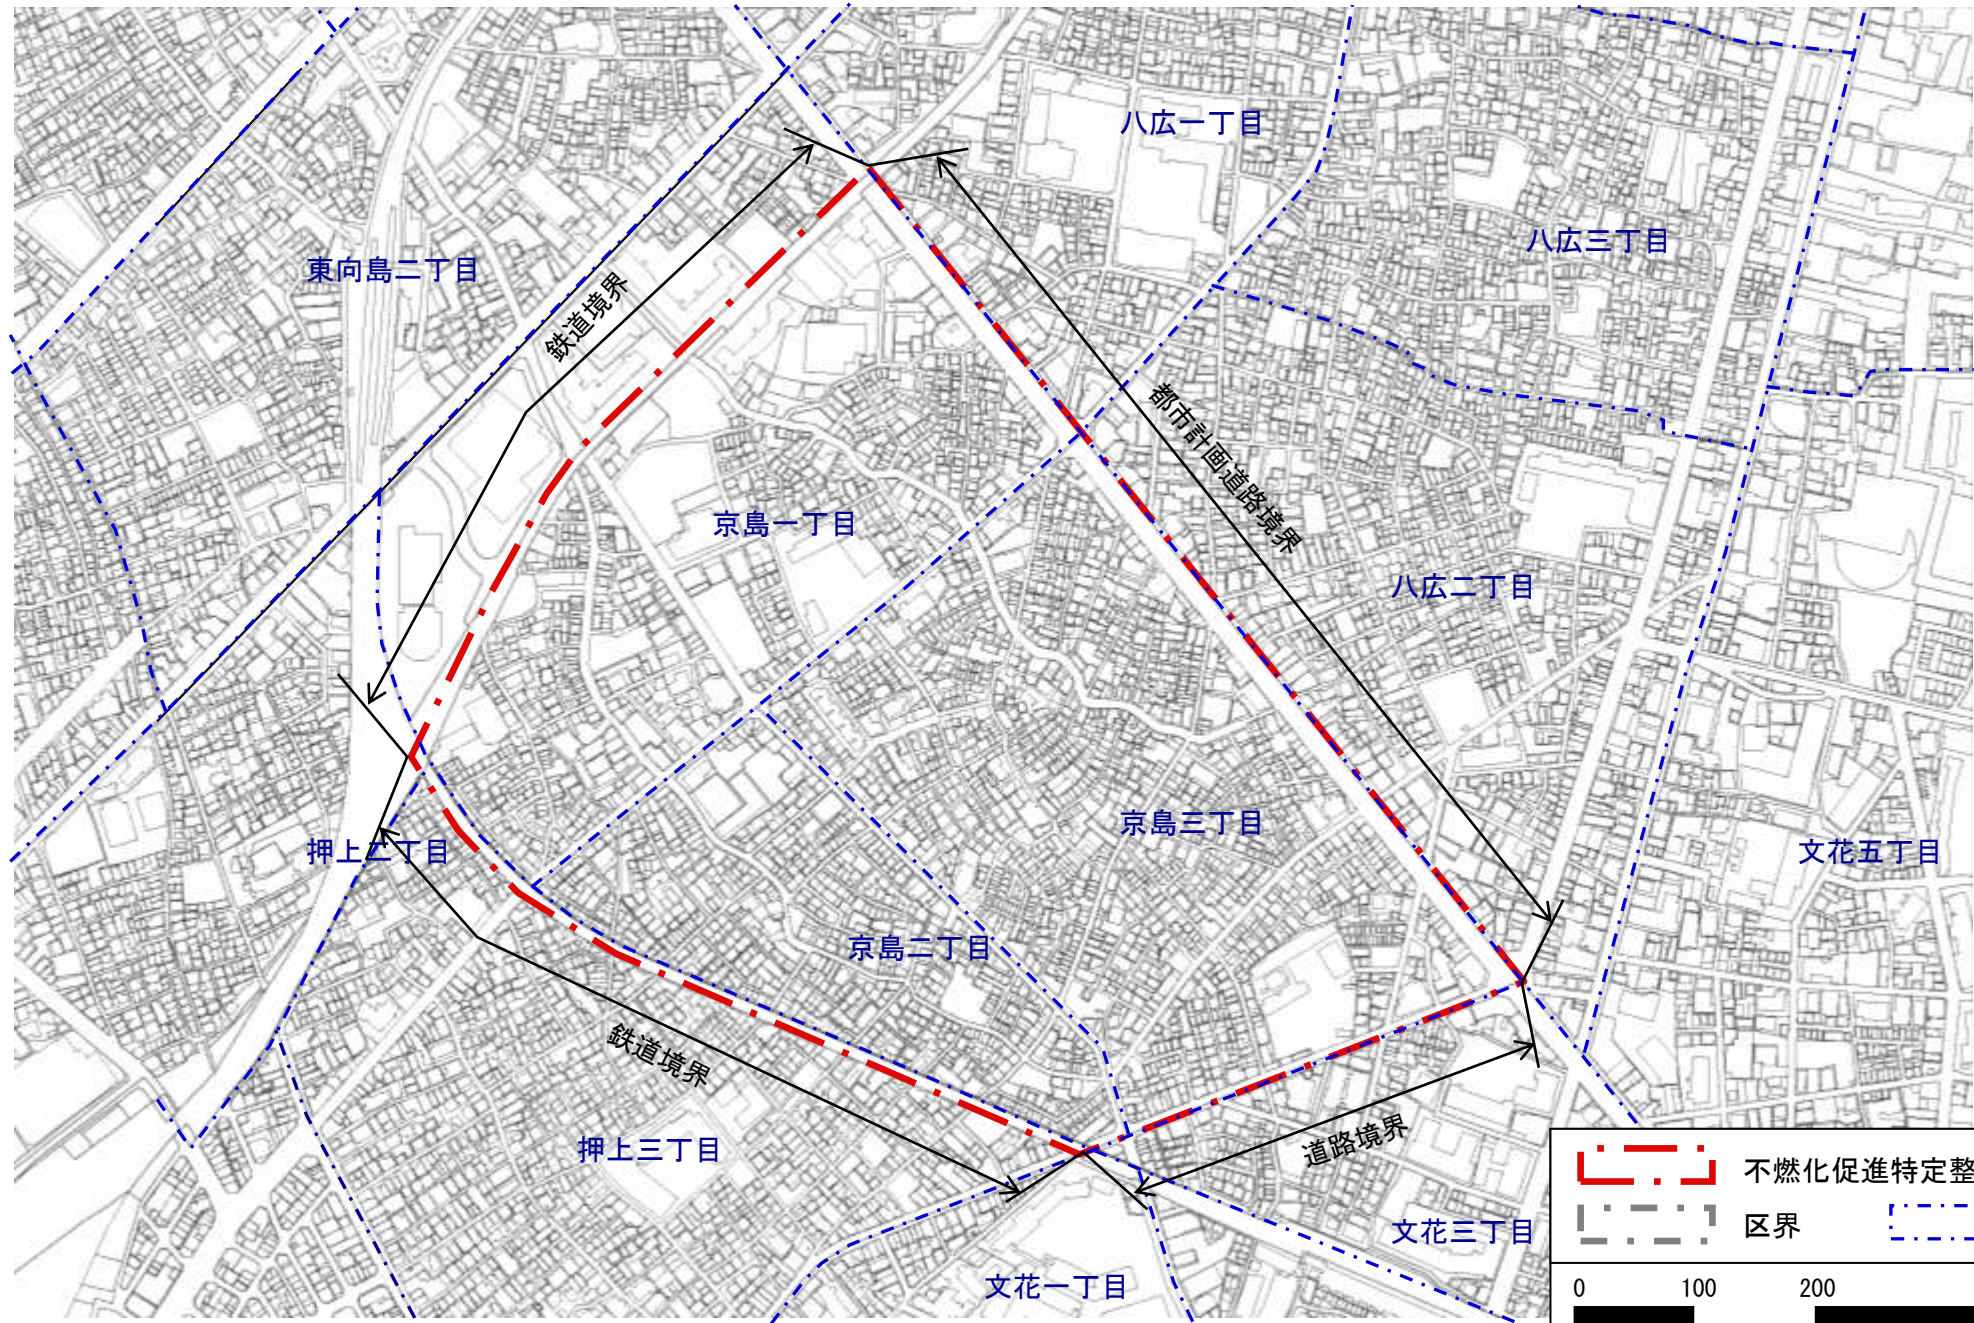 八広一丁目
八広三丁目
東向島二丁目
鉄道境界
都市計画道路境界
京島一丁目
八広二丁目
京島三丁目
押上二丁目
文花五丁目
京島二丁目
鉄道境界
道路境界
押上三丁目
文花三丁目
文花一丁目
不燃化促進特定整
区界
0 100 200